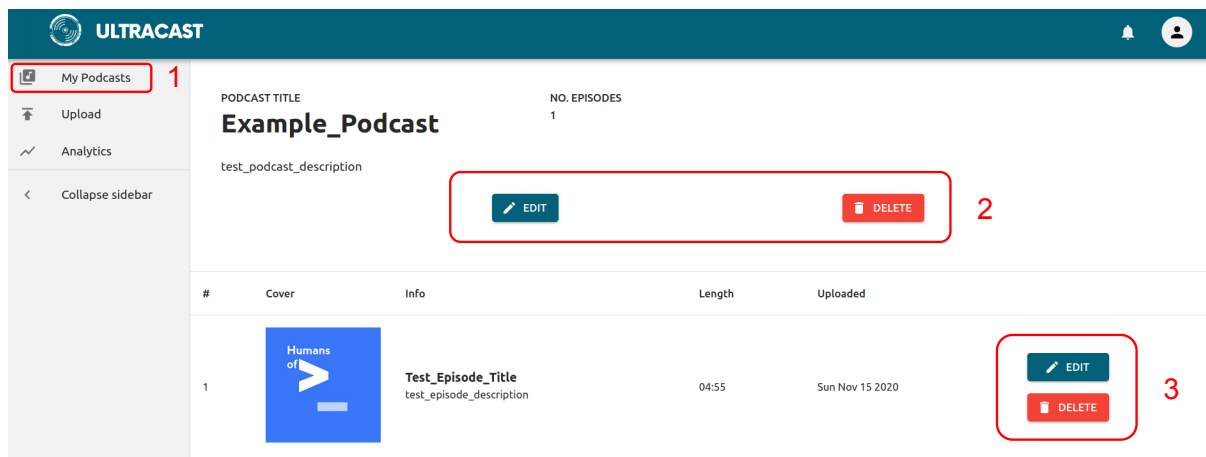 ULTRACAST
My Podcasts 1
Upload
Analytics
Collapse sidebar
PODCAST TITLE NO. EPISODES
Example_Podcast 1
test_podcast_description
EDIT DELETE 2
# Cover Info Length Uploaded
Humans
of >_
1 Test_Episode_Title 04:55 Sun Nov 15 2020
test_episode_description
EDIT
DELETE
3